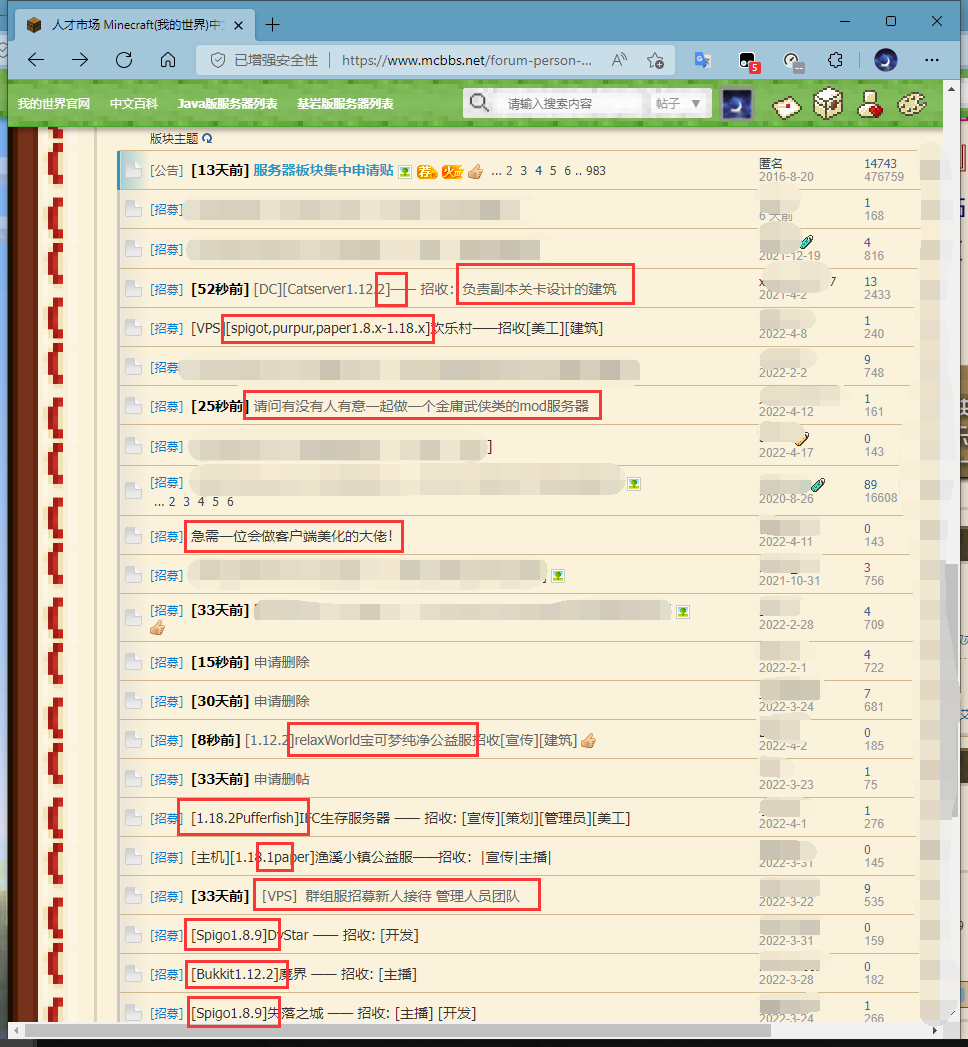 人才市场 Minecraft(我的世界)中
已增强安全性 https://www.mcbbs.net/forum-person-...
5
我的世界官网 中文百科 Java版服务器列表 基岩版服务器列表 请输入搜索内容 帖子
版块主题
[公告] [13天前] 服务器板块集中申请贴 ... 2 3 4 5 6 .. 983 匿名 14743
2016-8-20 476759
[招募] 1
6 天前 168
[招募] 4
2021-12-19 816
[招募] [52秒前] [DC][Catserver1.12.2]—— 招收: 负责副本关卡设计的建筑 7 13
2021-4-2 2433
[招募] [VPS][spigot,purpur,paper1.8.x-1.18.x]欢乐村——招收[美工][建筑] 1
2022-4-8 240
[招募] 9
2022-2-2 748
[招募] [25秒前] 请问有没有人有意一起做一个金庸武侠类的mod服务器 1
2022-4-12 161
[招募] ] 0
2022-4-17 143
[招募] 89
... 2 3 4 5 6 2020-8-26 16608
[招募] 急需一位会做客户端美化的大佬! 0
2022-4-11 143
[招募] 3
2021-10-31 756
[招募] [33天前] 4
2022-2-28 709
[招募] [15秒前] 申请删除 4
2022-2-1 722
[招募] [30天前] 申请删除 7
2022-3-24 681
[招募] [8秒前] [1.12.2]relaxWorld宝可梦纯净公益服招收[宣传][建筑] 0
2022-4-2 185
[招募] [33天前] 申请删帖 1
2022-3-23 75
[招募] [1.18.2Pufferfish]IFC生存服务器 —— 招收: [宣传][策划][管理员][美工] 1
2022-4-1 276
[招募] [主机][1.18.1paper]渔溪小镇公益服——招收: |宣传|主播| 0
2022-3-31 145
[招募] [33天前] [VPS] 群组服招募新人接待 管理人员团队 9
2022-3-22 535
[招募] [Spigo1.8.9]DvStar —— 招收: [开发] 0
2022-3-31 159
[招募] [Bukkit1.12.2]魔界 —— 招收: [主播] 0
2022-3-28 182
[招募] [Spigo1.8.9]失落之城 —— 招收: [主播] [开发] 1
2022-3-24 266